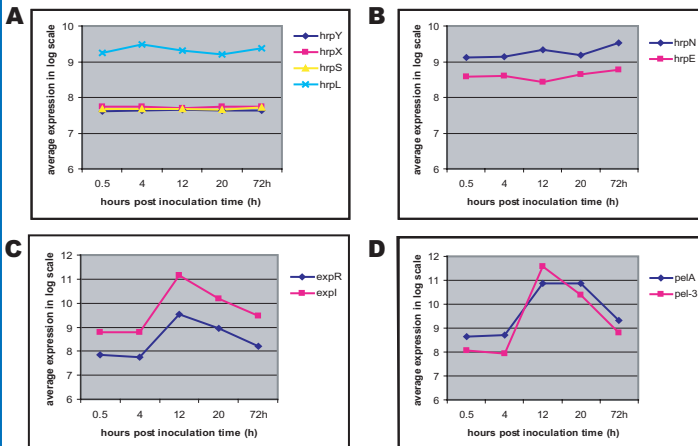 A
average expression in log scale
10
9
8
7
6
0.5 4 12 20 72h
hours post inoculation time (h)
hrpY
hrpX
hrpS
hrpL
B
average expression in log scale
10
9
8
7
6
0.5 4 12 20 72h
hours post inoculation time (h)
hrpN
hrpE
C
average expression in log scale
12
11
10
9
8
7
6
0.5 4 12 20 72h
hours post inoculation time (h)
expR
expI
D
average expression in log scale
12
11
10
9
8
7
6
0.5 4 12 20 72h
hours post inoculation time (h)
pelA
pel-3